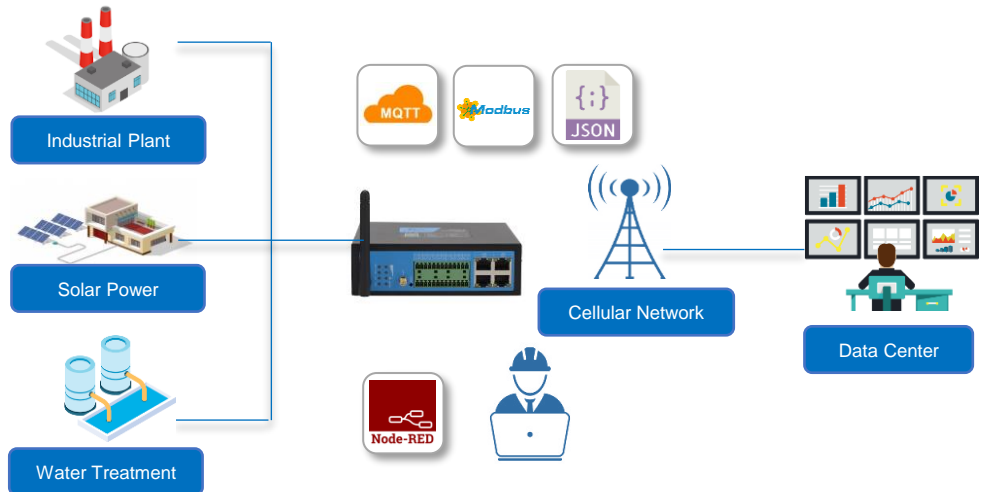 MQTT
Modbus
{;}
JSON
Industrial Plant
Solar Power
Cellular Network
Data Center
Node-RED
Water Treatment